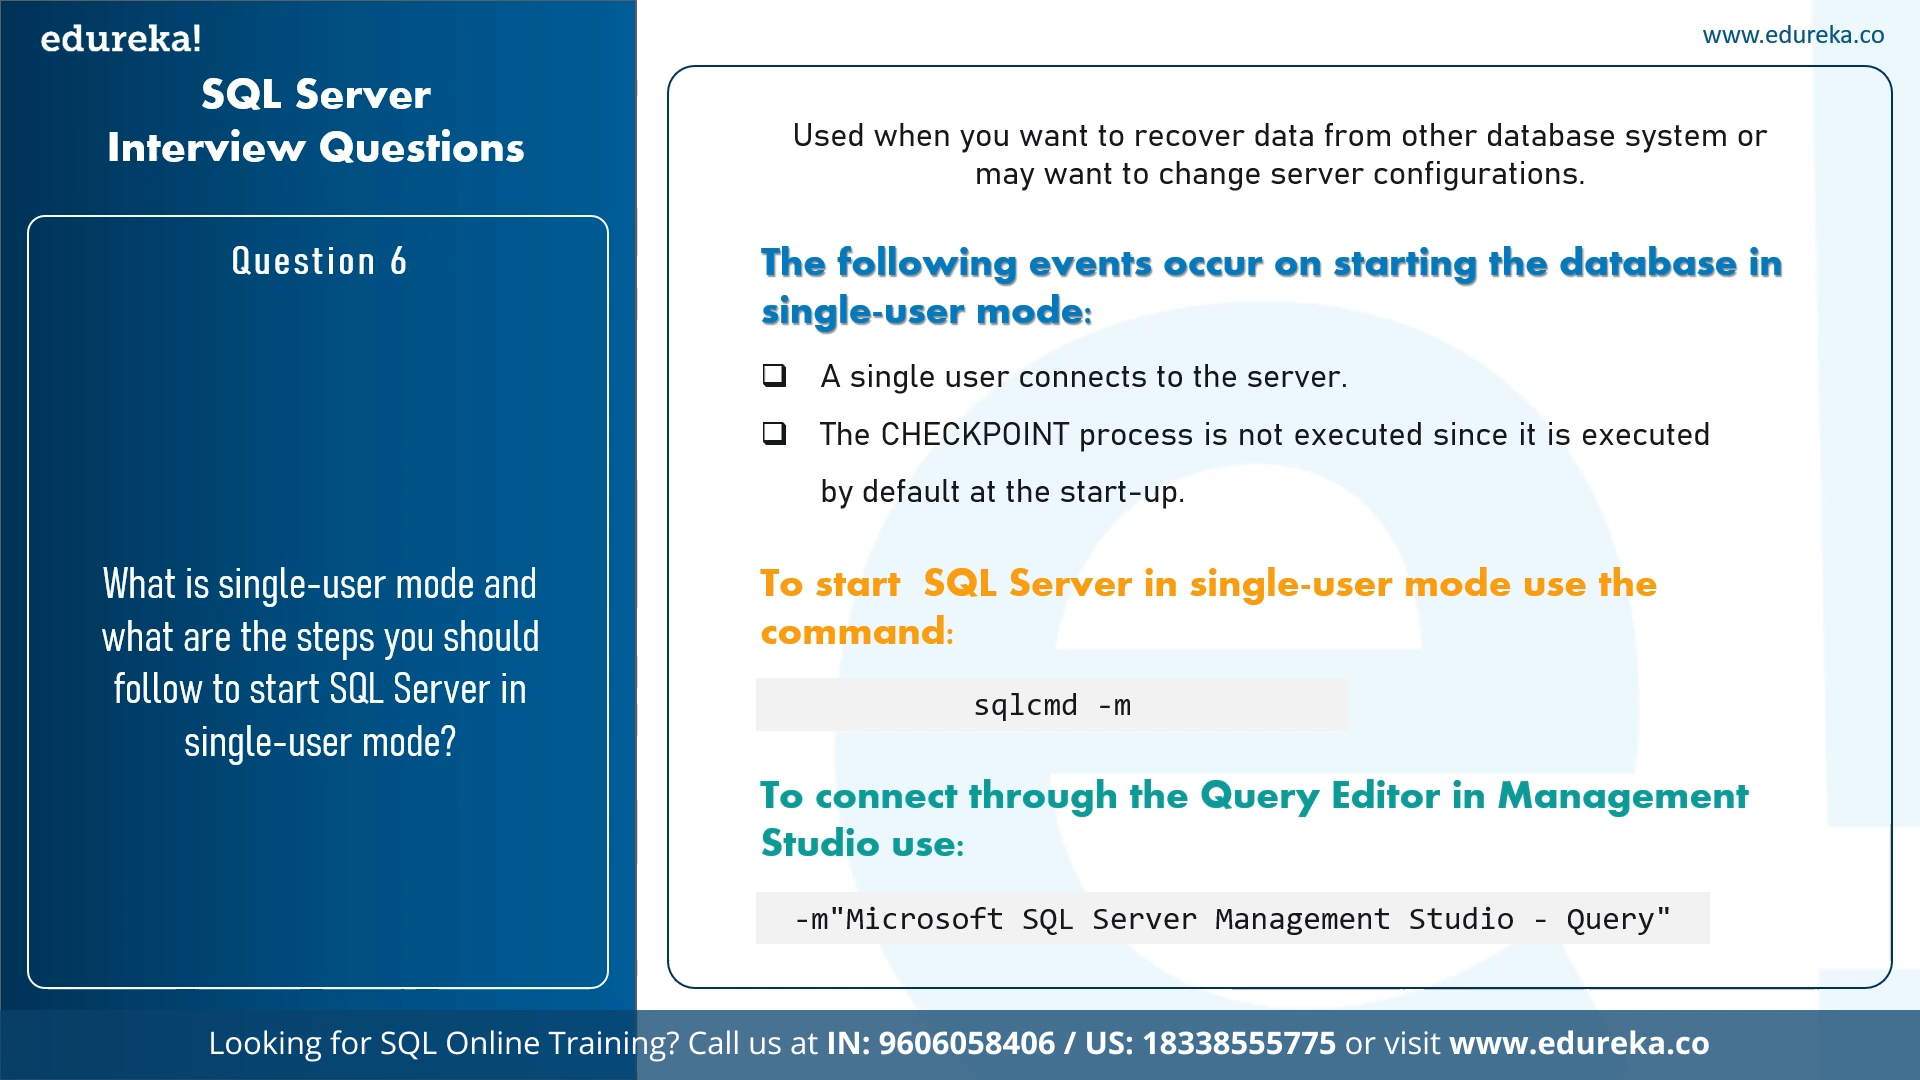 edureka!
SQL Server
Interview Questions
Question 6
What is single-user mode and
what are the steps you should
follow to start SQL Server in
single-user mode?
www.edureka.co
Used when you want to recover data from other database system or
may want to change server configurations.
The following events occur on starting the database in
single-user mode:
A single user connects to the server.
The CHECKPOINT process is not executed since it is executed
by default at the start-up.
To start SQL Server in single-user mode use the
command:
sqlcmd -m
To connect through the Query Editor in Management
Studio use:
-m"Microsoft SQL Server Management Studio - Query"
Looking for SQL Online Training? Call us at IN: 9606058406 / US: 18338555775 or visit www.edureka.co